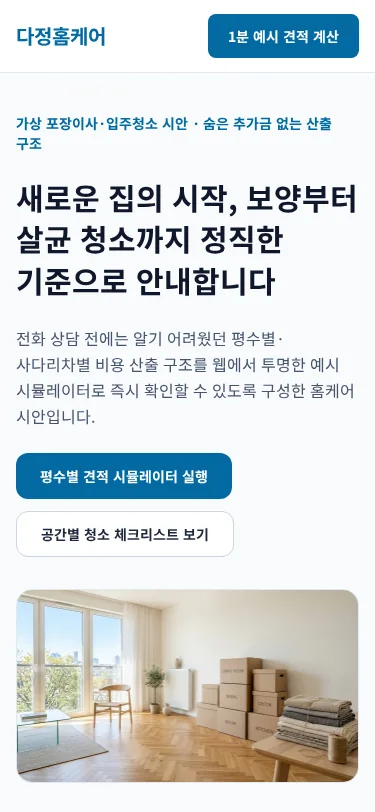 다정홈케어
1분 예시 견적 계산
가상 포장이사·입주청소 시안 · 숨은 추가금 없는 산출
구조
새로운 집의 시작, 보양부터
살균 청소까지 정직한
기준으로 안내합니다
전화 상담 전에는 알기 어려웠던 평수별·
사다리차별 비용 산출 구조를 웹에서 투명한 예시
시뮬레이터로 즉시 확인할 수 있도록 구성한 홈케어
시안입니다.
평수별 견적 시뮬레이터 실행
공간별 청소 체크리스트 보기